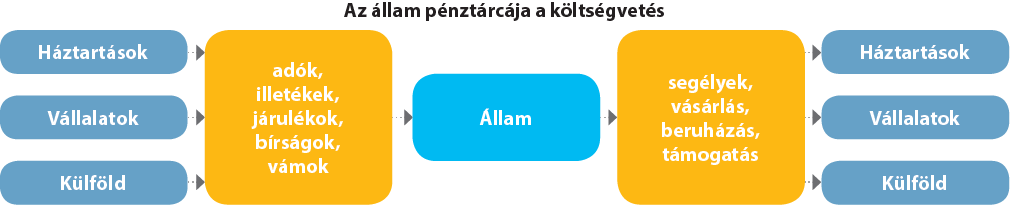 Az állam pénztárcája a költségvetés
Háztartások
Vállalatok
Külföld
adók,
illetékek,
járulékok,
bírságok,
vámok
Állam
segélyek,
vásárlás,
beruházás,
támogatás
Háztartások
Vállalatok
Külföld